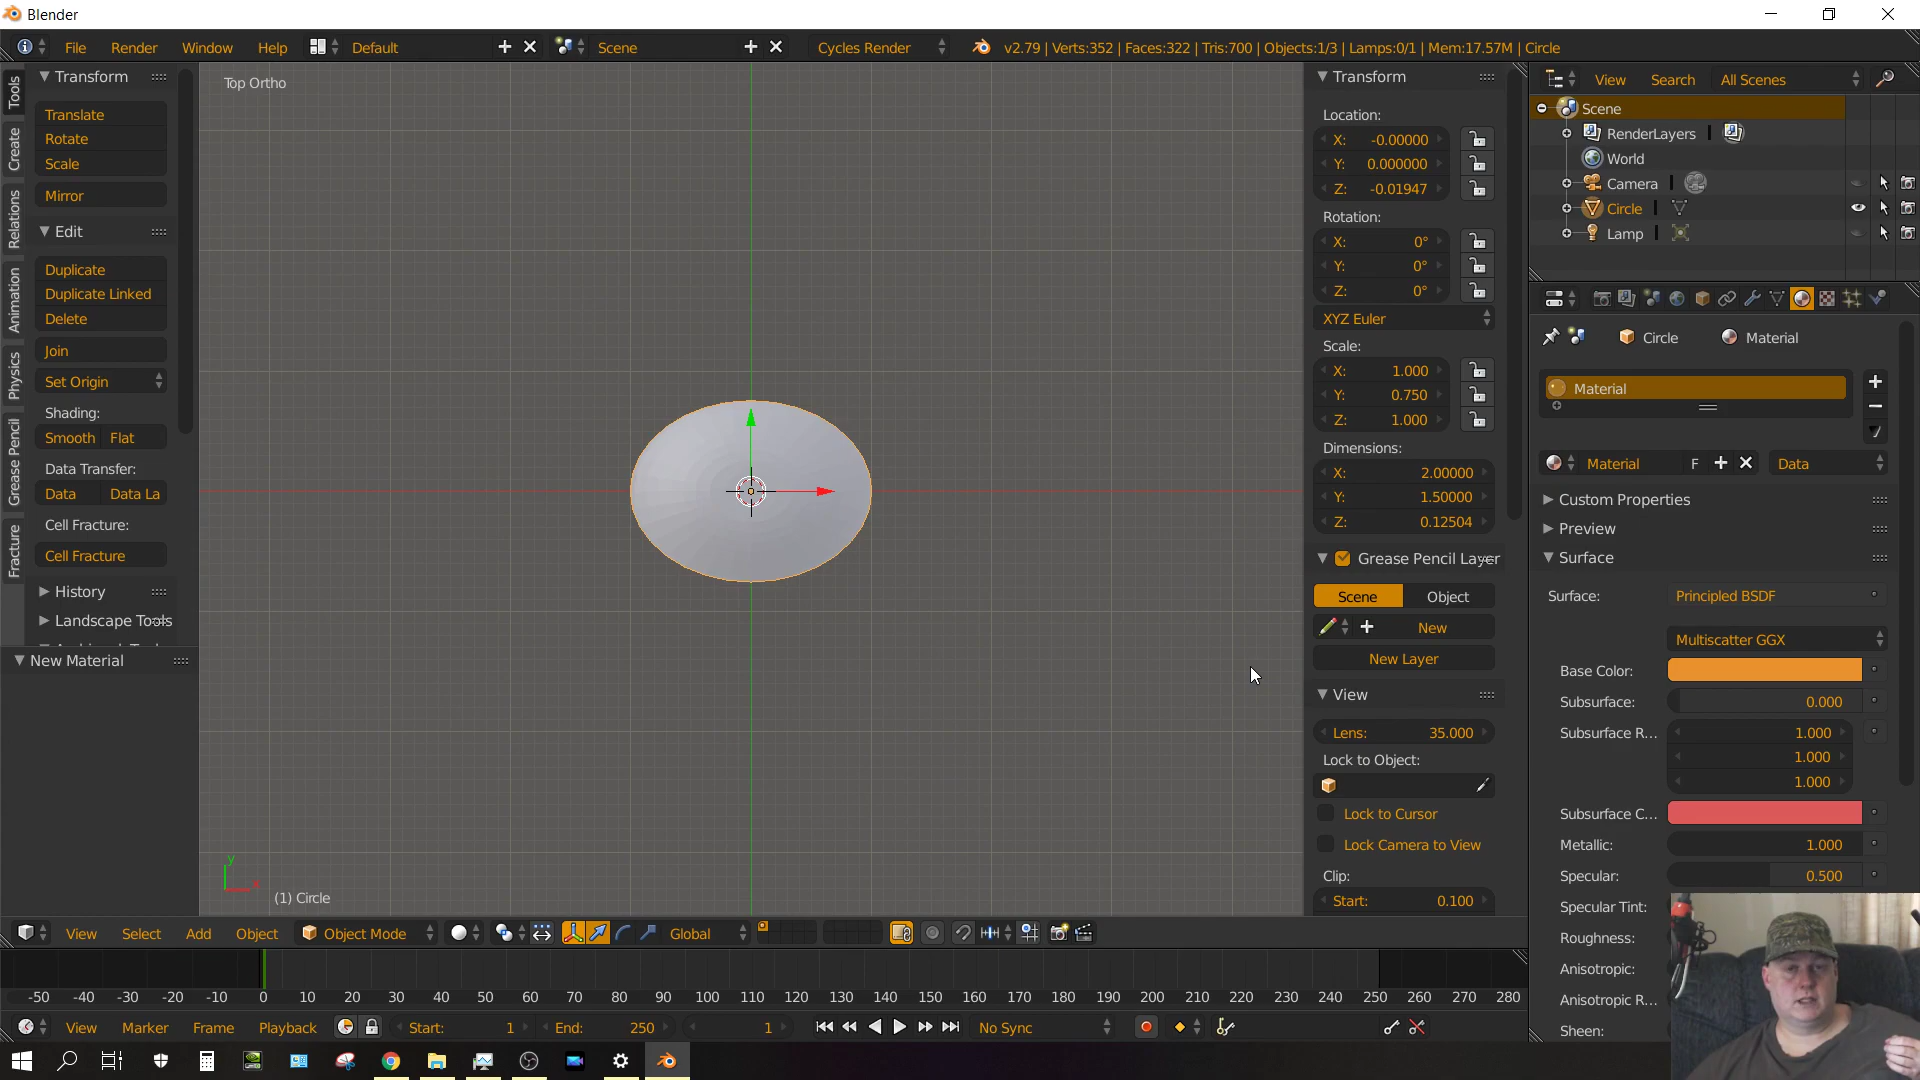 Blender
File Render Window Help Default Scene Cycles Render v2.79 | Verts:352 | Faces:322 | Tris:700 | Objects:1/3 | Lamps:0/1 | Mem:17.57M | Circle
Tools
Create
Relations
Animation
Physics
Grease Pencil
Fracture
Transform
Translate
Rotate
Scale
Mirror
Edit
Duplicate
Duplicate Linked
Delete
Join
Set Origin
Shading:
Smooth Flat
Data Transfer:
Data Data La
Cell Fracture:
Cell Fracture
History
Landscape Tools
New Material
Top Ortho
y
x
(1) Circle
Transform
Location:
X: -0.00000
Y: 0.000000
Z: -0.01947
Rotation:
X: 0°
Y: 0°
Z: 0°
XYZ Euler
Scale:
X: 1.000
Y: 0.750
Z: 1.000
Dimensions:
X: 2.00000
Y: 1.50000
Z: 0.12504
Grease Pencil Layer
Scene Object
New
New Layer
View
Lens: 35.000
Lock to Object:
Lock to Cursor
Lock Camera to View
Clip:
Start: 0.100
View Search All Scenes
Scene
RenderLayers
World
Camera
Circle
Lamp
Circle Material
Material
Material F Data
Custom Properties
Preview
Surface
Surface: Principled BSDF
Multiscatter GGX
Base Color:
Subsurface: 0.000
Subsurface R... 1.000
1.000
1.000
Subsurface C...
Metallic: 1.000
Specular: 0.500
Specular Tint:
Roughness:
Anisotropic:
Anisotropic R...
Sheen:
View Select Add Object Object Mode Global
-50 -40 -30 -20 -10 0 10 20 30 40 50 60 70 80 90 100 110 120 130 140 150 160 170 180 190 200 210 220 230 240 250 260 270 280
View Marker Frame Playback Start: 1 End: 250 1 No Sync